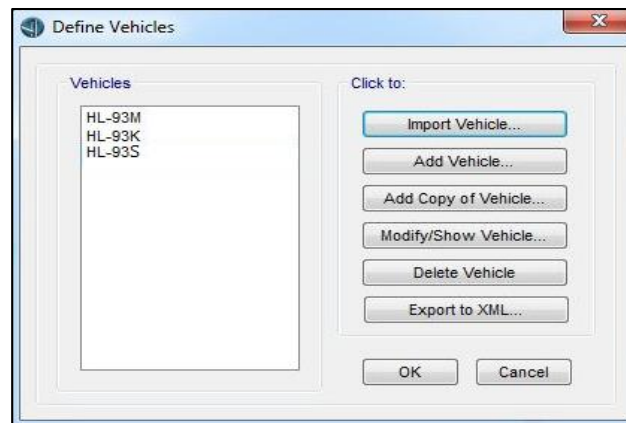 Define Vehicles
Vehicles
HL-93M
HL-93K
HL-93S
Click to:
Import Vehicle...
Add Vehicle...
Add Copy of Vehicle...
Modify/Show Vehicle...
Delete Vehicle
Export to XML...
OK
Cancel